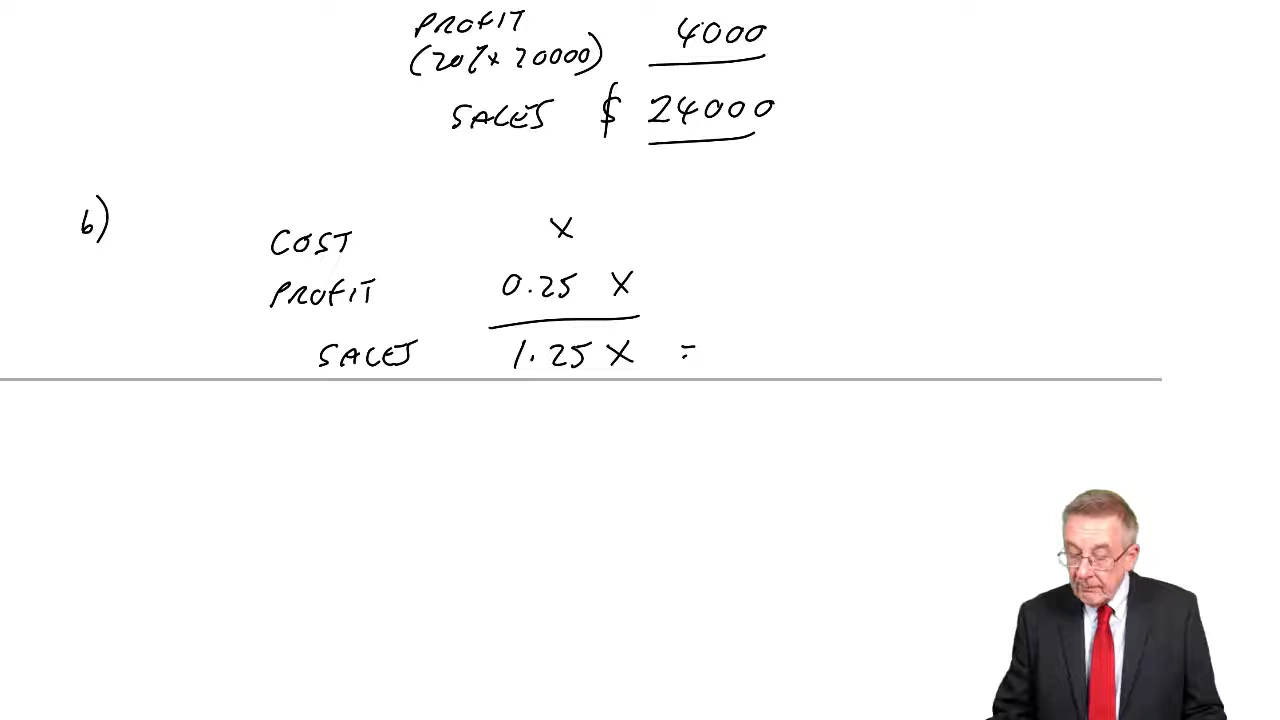 PROFIT 4000
(20% x 20000)
SALES $ 24000
b)
COST X
PROFIT 0.25 X
SALES 1.25 X =